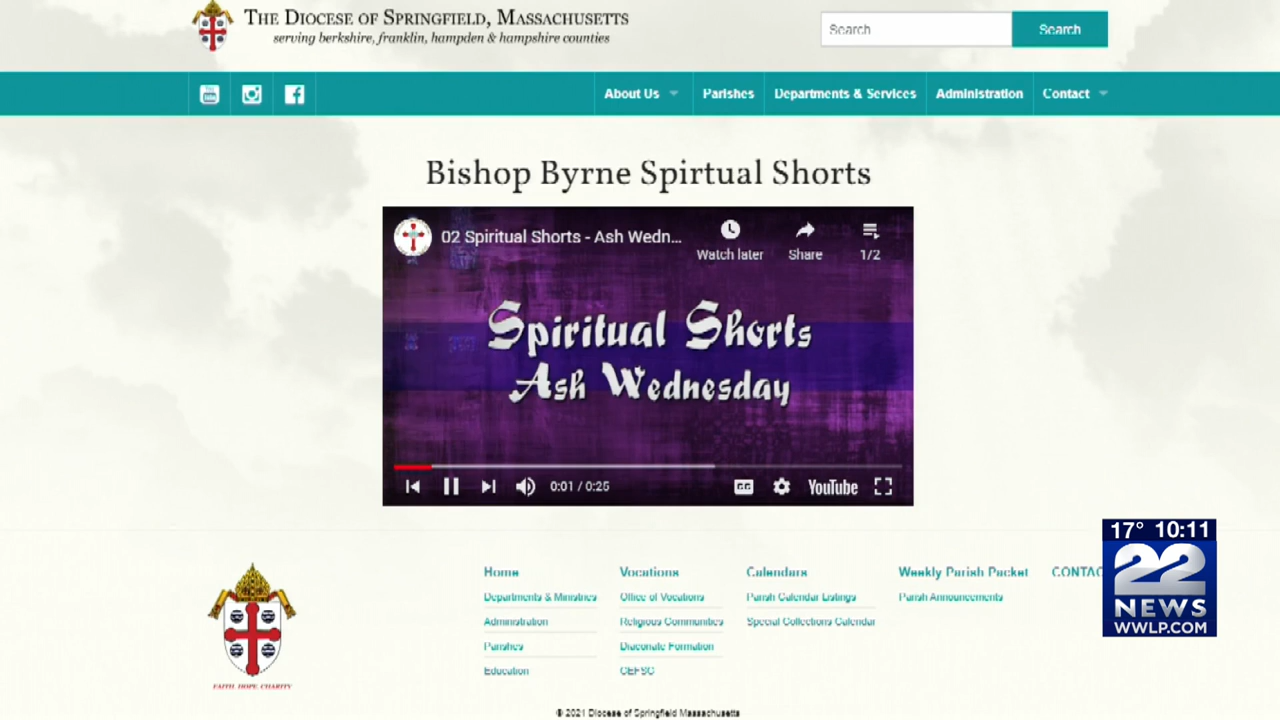 THE DIOCESE OF SPRINGFIELD, MASSACHUSETTS
serving berkshire, franklin, hampden & hampshire counties
Search
Search
About Us
Parishes
Departments & Services
Administration
Contact
Bishop Byrne Spirtual Shorts
02 Spiritual Shorts - Ash Wedn...
Watch later
Share
1/2
Spiritual Shorts
Ash Wednesday
0:01 / 0:25
CC
YouTube
17° 10:11
22
NEWS
WWLP.COM
Home
Departments & Ministries
Administration
Parishes
Education
Vocations
Office of Vocations
Religious Communities
Diaconate Formation
Calendars
Parish Calendar Listings
Special Collections Calendar
Weekly Parish Packet
Parish Announcements
CONTAC
FAITH, HOPE, CHARITY
© 2021 Diocese of Springfield Massachusetts